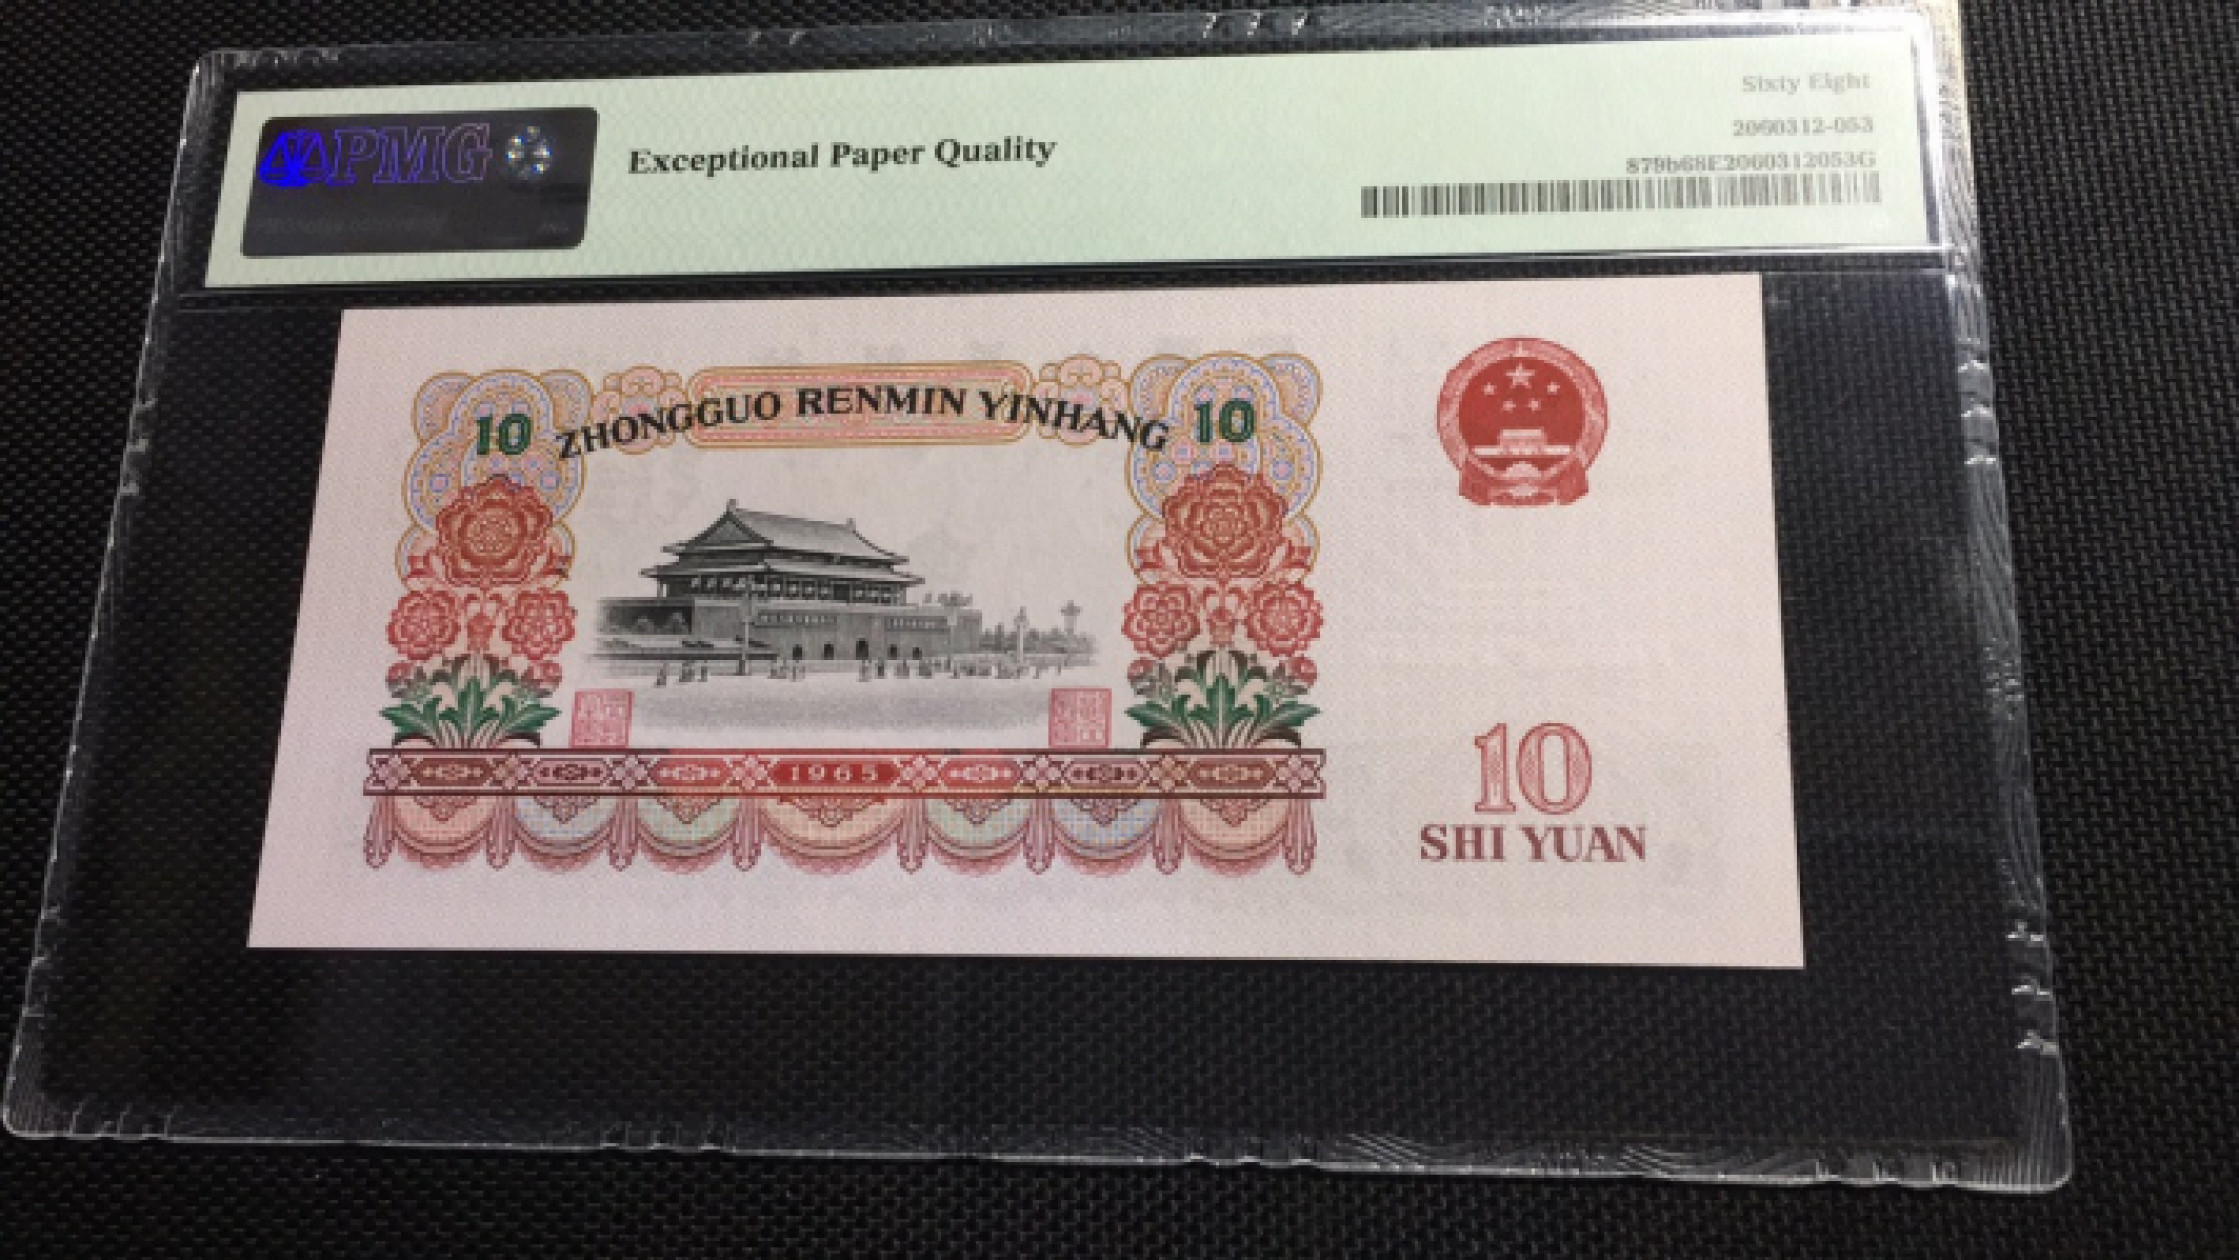 PMG
Exceptional Paper Quality
Sixty Eight
2060312-053
879b68E2060312053G
10 ZHONGGUO RENMIN YINHANG 10
1965
10
SHI YUAN